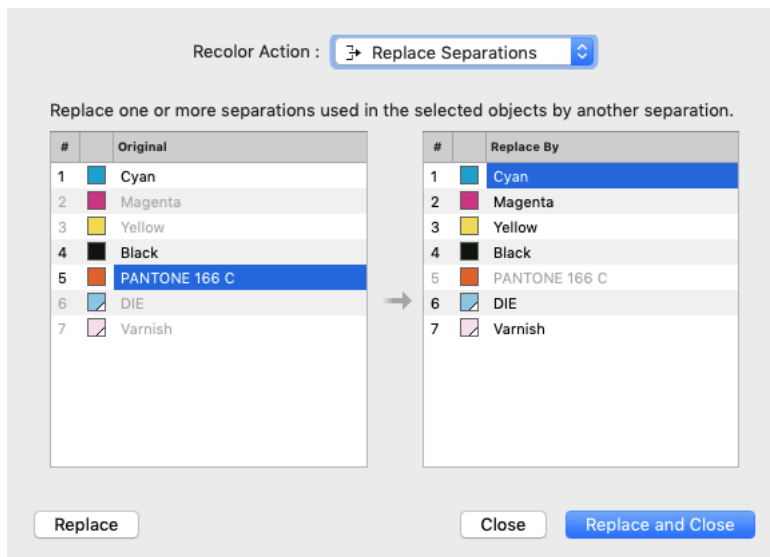 Recolor Action : Replace Separations
Replace one or more separations used in the selected objects by another separation.
# Original
1 Cyan
2 Magenta
3 Yellow
4 Black
5 PANTONE 166 C
6 DIE
7 Varnish
# Replace By
1 Cyan
2 Magenta
3 Yellow
4 Black
5 PANTONE 166 C
6 DIE
7 Varnish
Replace Close Replace and Close